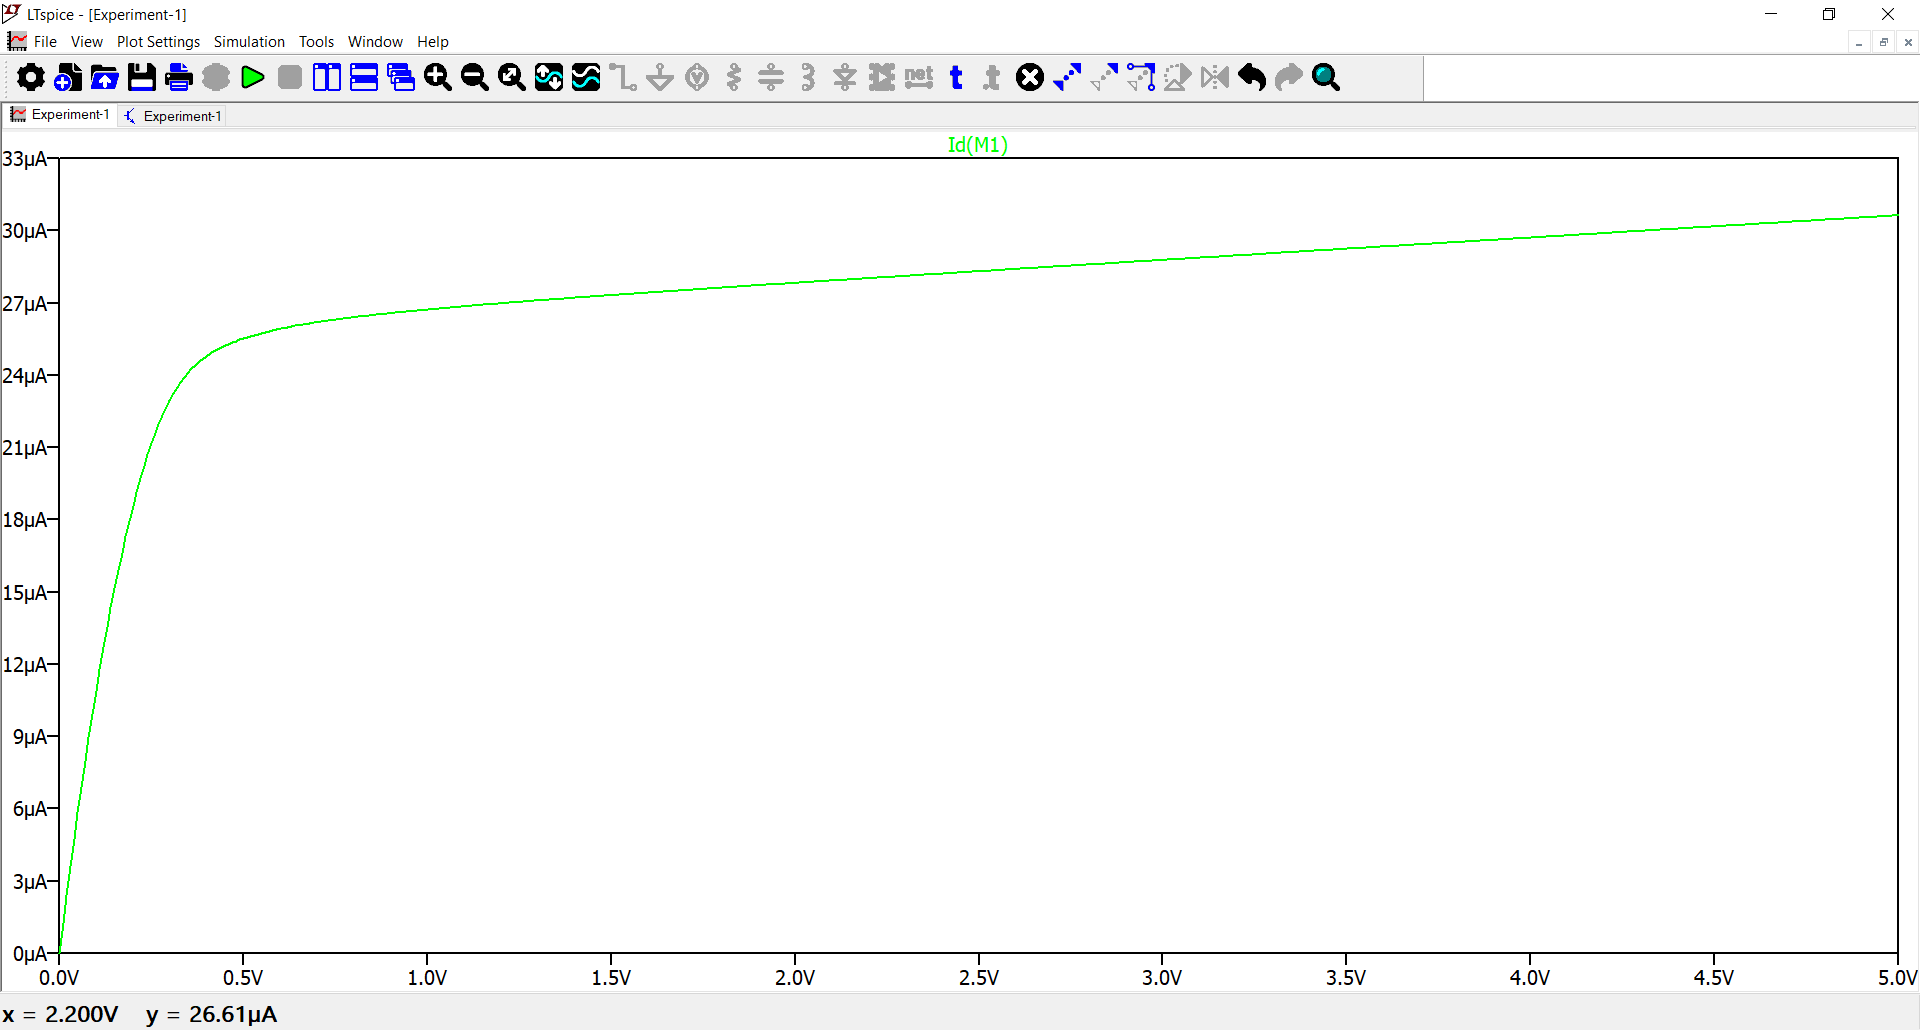 LTspice - [Experiment-1]
File View Plot Settings Simulation Tools Window Help
net t .t
Experiment-1 Experiment-1
Id(M1)
33µA
30µA
27µA
24µA
21µA
18µA
15µA
12µA
9µA
6µA
3µA
0µA
0.0V 0.5V 1.0V 1.5V 2.0V 2.5V 3.0V 3.5V 4.0V 4.5V 5.0V
x = 2.200V y = 26.61µA